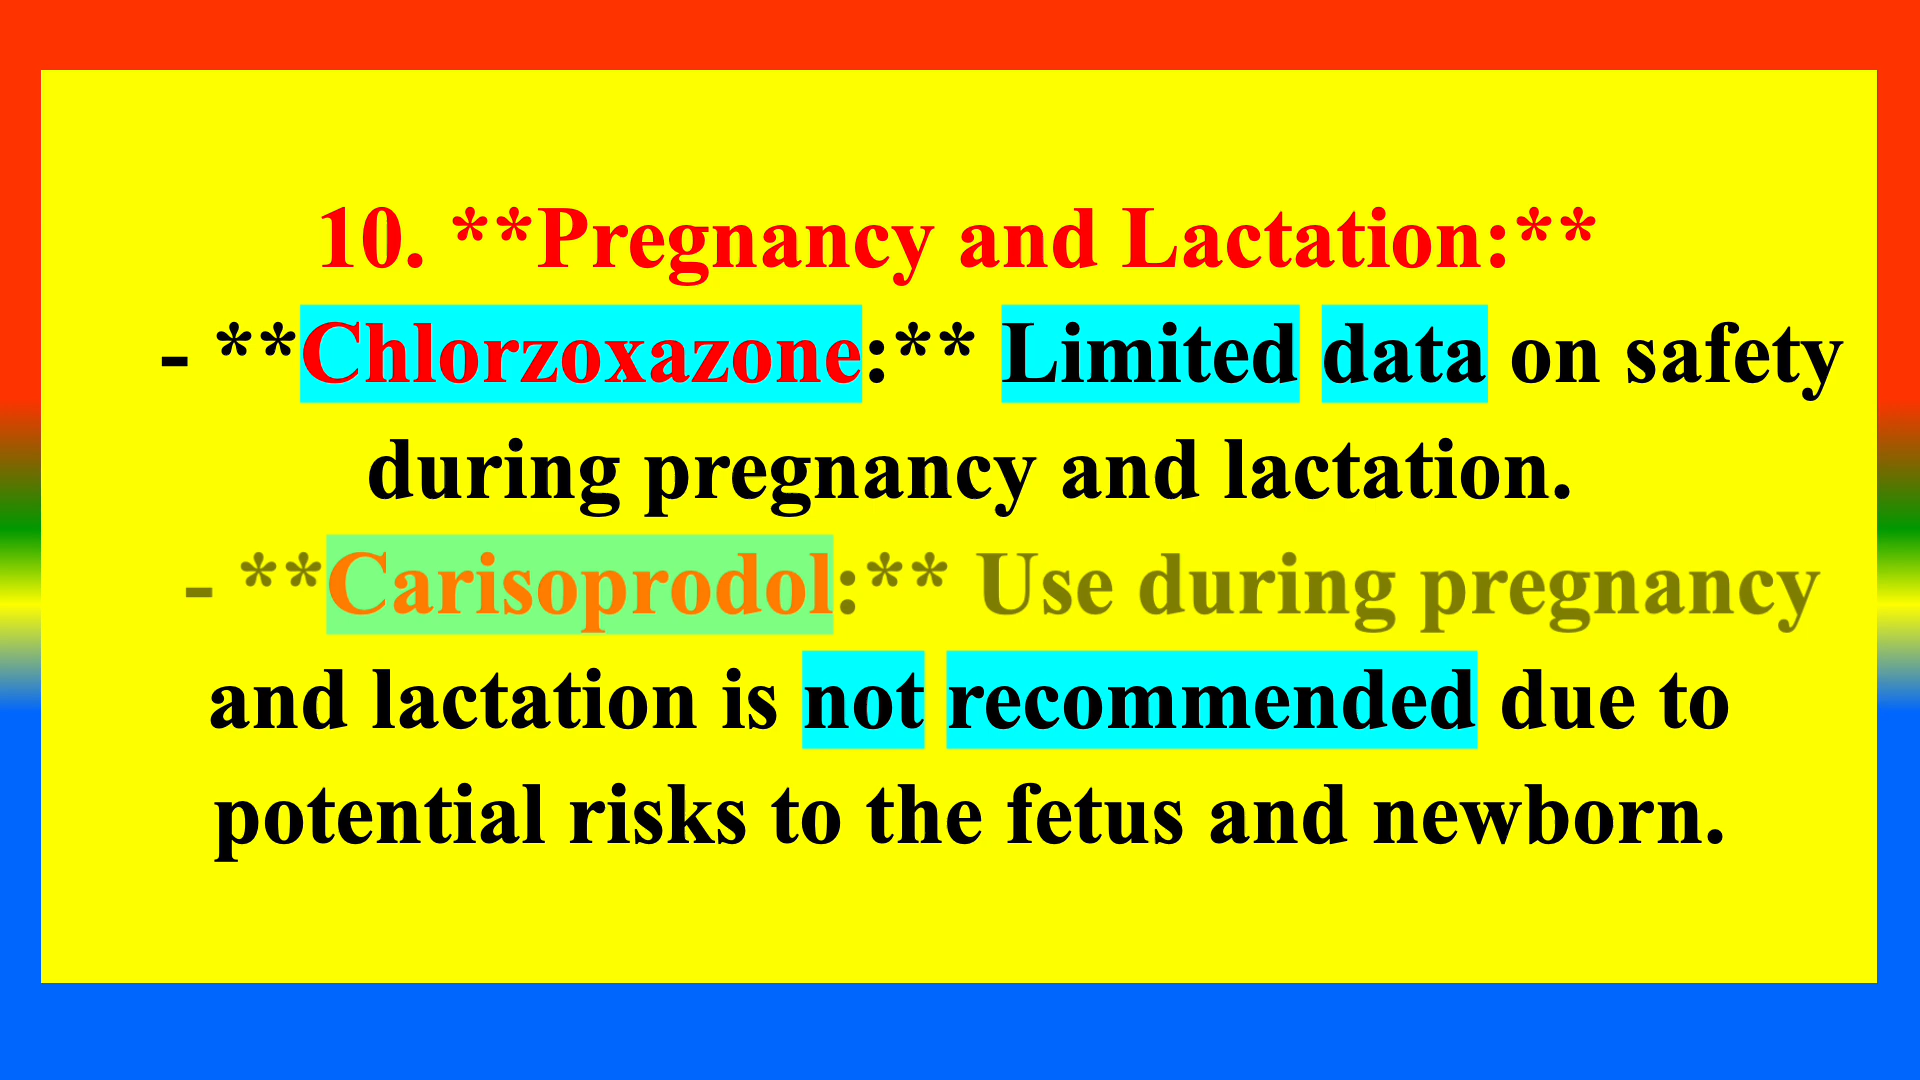 10. **Pregnancy and Lactation:**
- **Chlorzoxazone:** Limited data on safety
during pregnancy and lactation.
- **Carisoprodol:** Use during pregnancy
and lactation is not recommended due to
potential risks to the fetus and newborn.